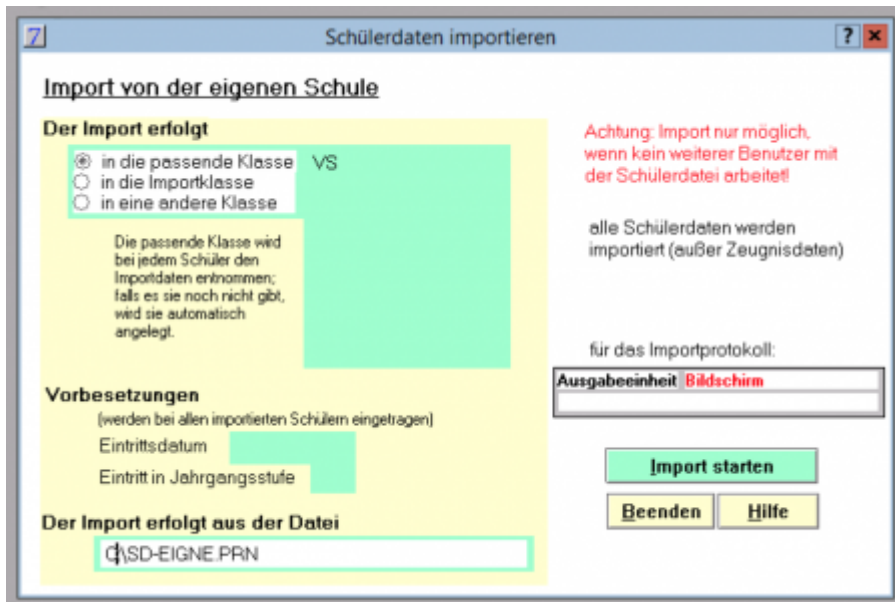 7 Schülerdaten importieren ? ×
Import von der eigenen Schule
Der Import erfolgt
in die passende Klasse VS
in die Importklasse
in eine andere Klasse
Die passende Klasse wird
bei jedem Schüler den
Importdaten entnommen;
falls es sie noch nicht gibt,
wird sie automatisch
angelegt.
Vorbesetzungen
(werden bei allen importierten Schülern eingetragen)
Eintrittsdatum
Eintritt in Jahrgangsstufe
Der Import erfolgt aus der Datei
C:\SD-EIGNE.PRN
Achtung: Import nur möglich,
wenn kein weiterer Benutzer mit
der Schülerdatei arbeitet!
alle Schülerdaten werden
importiert (außer Zeugnisdaten)
für das Importprotokoll:
Ausgabeeinheit Bildschirm
Import starten
Beenden Hilfe